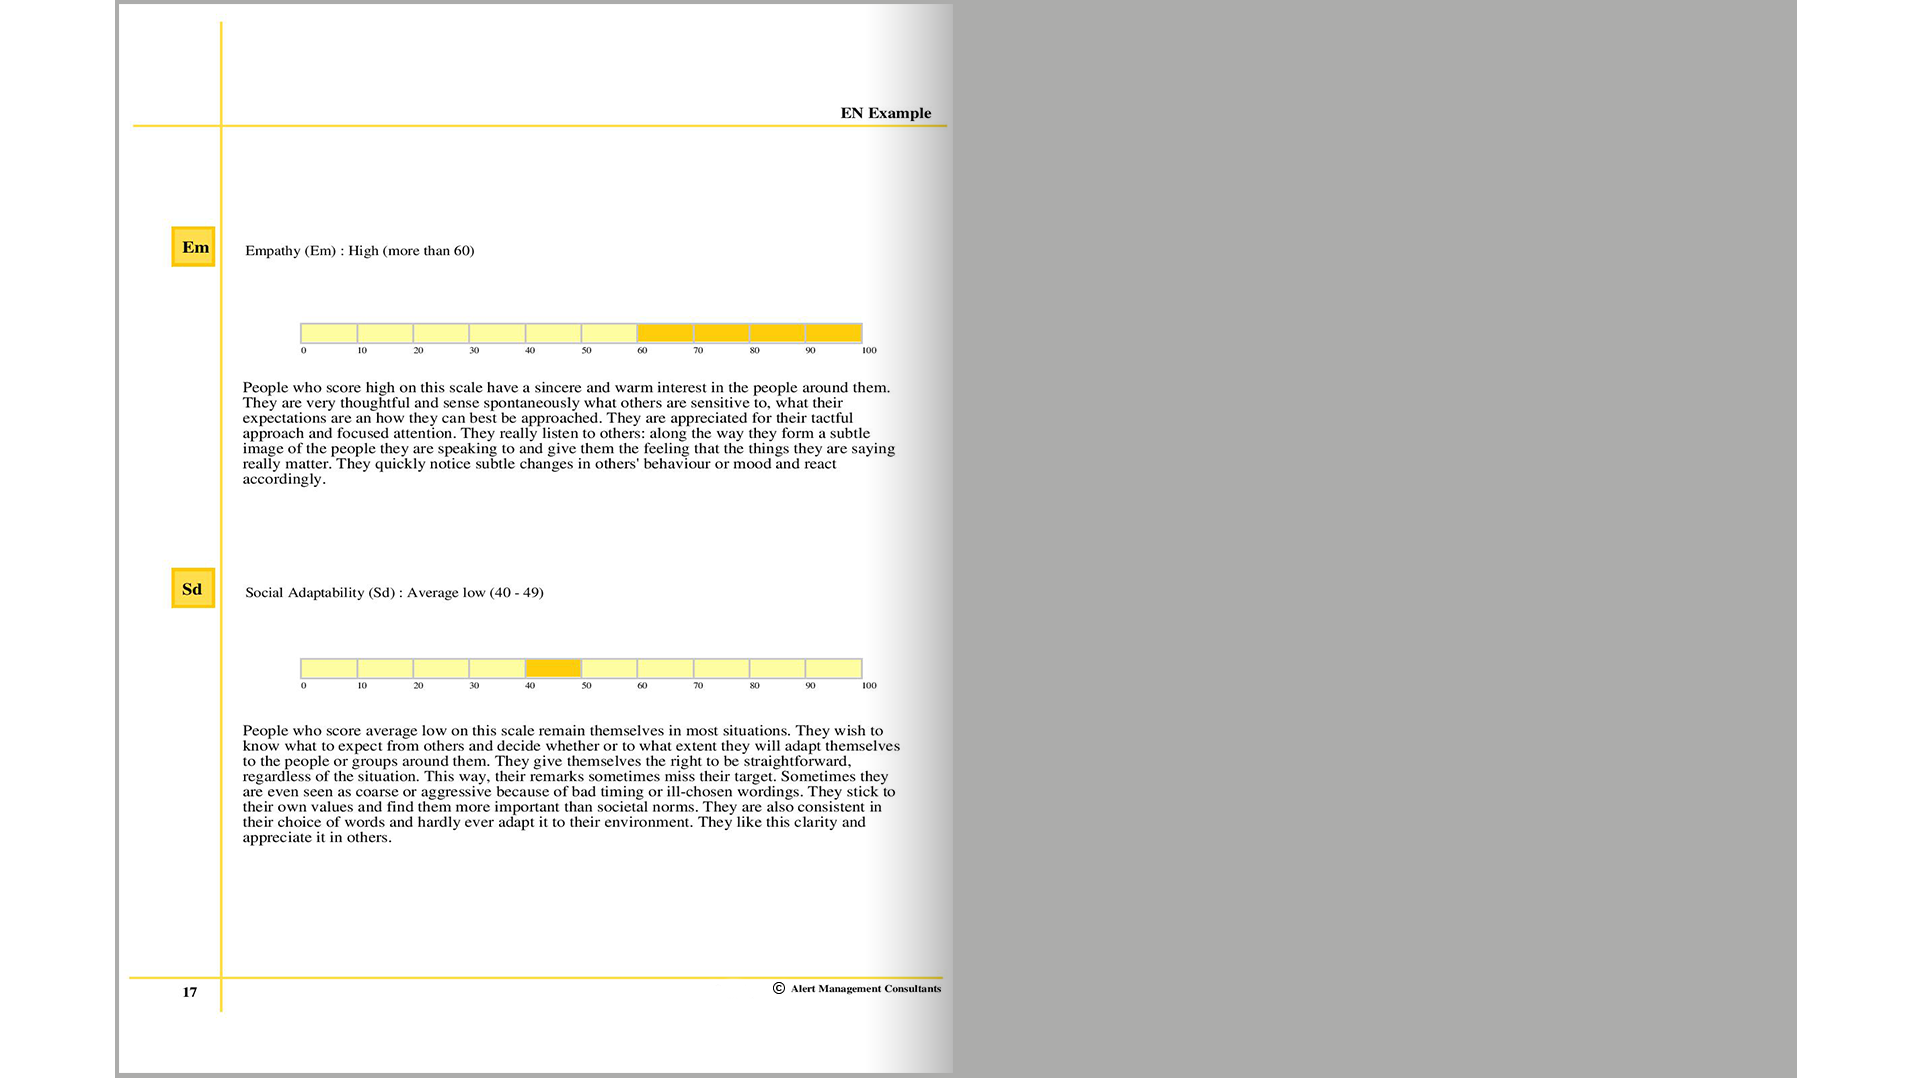 EN Example
Em
Empathy (Em) : High (more than 60)
0 10 20 30 40 50 60 70 80 90 100
People who score high on this scale have a sincere and warm interest in the people around them.
They are very thoughtful and sense spontaneously what others are sensitive to, what their
expectations are an how they can best be approached. They are appreciated for their tactful
approach and focused attention. They really listen to others: along the way they form a subtle
image of the people they are speaking to and give them the feeling that the things they are saying
really matter. They quickly notice subtle changes in others' behaviour or mood and react
accordingly.
Sd
Social Adaptability (Sd) : Average low (40 - 49)
0 10 20 30 40 50 60 70 80 90 100
People who score average low on this scale remain themselves in most situations. They wish to
know what to expect from others and decide whether or to what extent they will adapt themselves
to the people or groups around them. They give themselves the right to be straightforward,
regardless of the situation. This way, their remarks sometimes miss their target. Sometimes they
are even seen as coarse or aggressive because of bad timing or ill-chosen wordings. They stick to
their own values and find them more important than societal norms. They are also consistent in
their choice of words and hardly ever adapt it to their environment. They like this clarity and
appreciate it in others.
17
© Alert Management Consultants